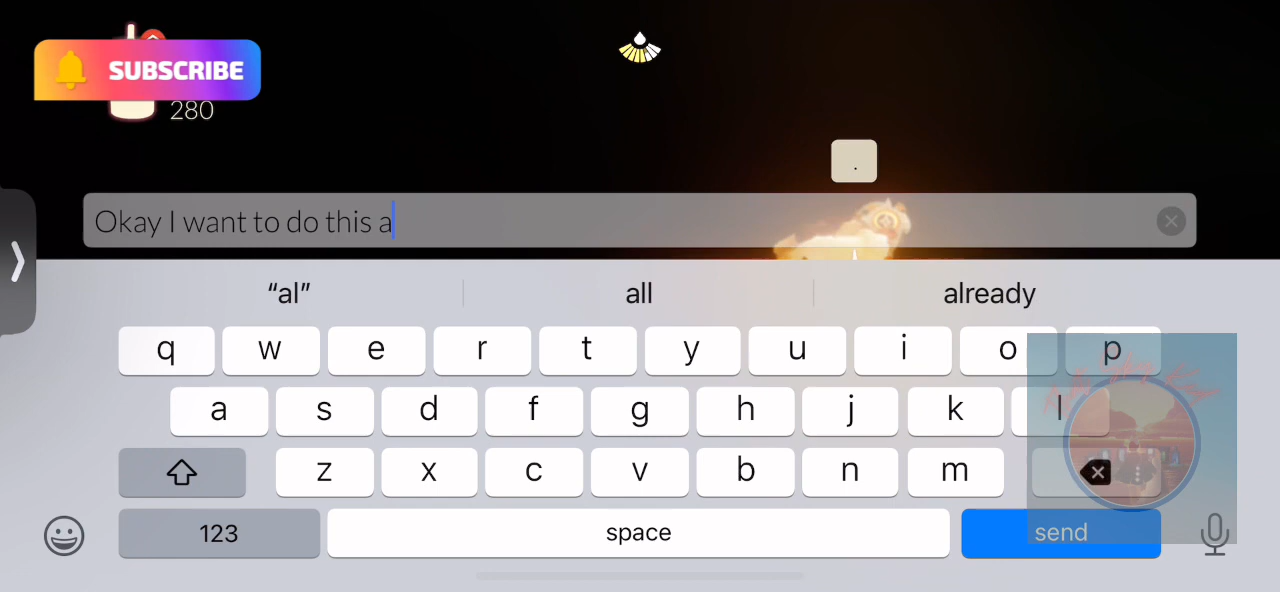 SUBSCRIBE
280
.
Okay I want to do this a
“al” all already
q w e r t y u i o p
a s d f g h j k l
z x c v b n m
123 space send